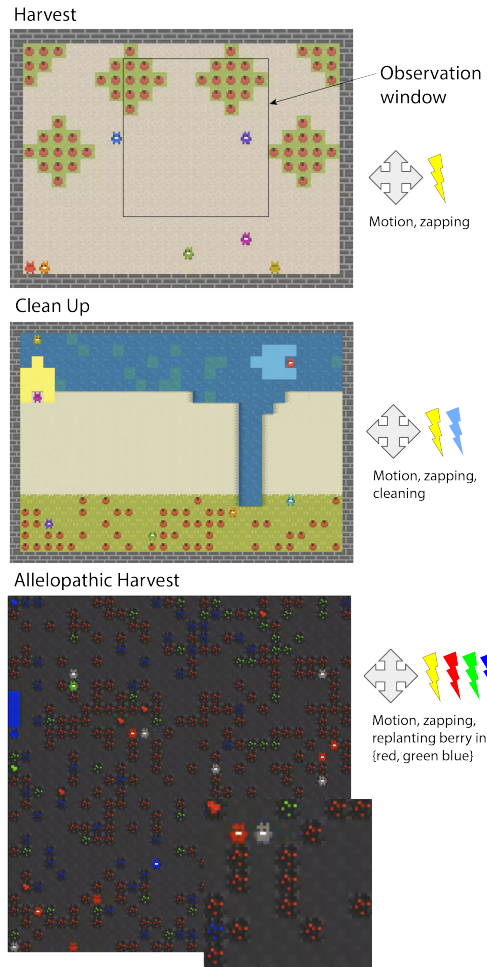 Harvest
Observation
window
Motion, zapping
Clean Up
Motion, zapping,
cleaning
Allelopathic Harvest
Motion, zapping,
replanting berry in
{red, green blue}